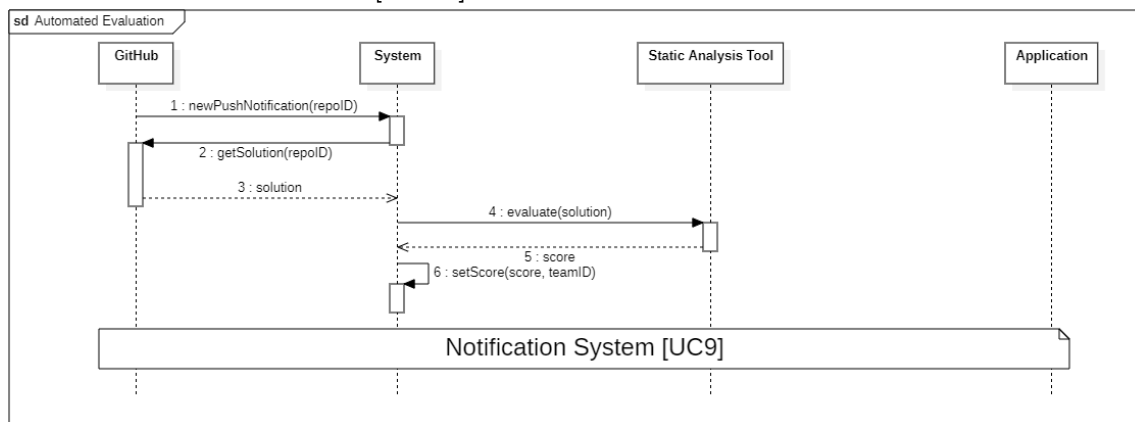 sd Automated Evaluation
GitHub
System
Static Analysis Tool
Application
1 : newPushNotification(repoID)
2 : getSolution(repoID)
3 : solution
4 : evaluate(solution)
5 : score
6 : setScore(score, teamID)
Notification System [UC9]